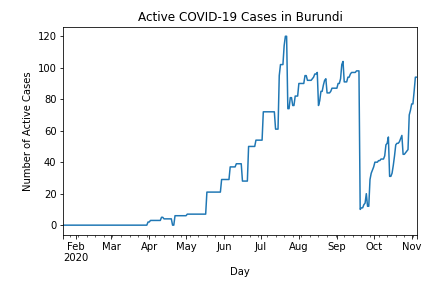 Active COVID-19 Cases in Burundi
Number of Active Cases
120
100
80
60
40
20
0
Feb Mar Apr May Jun Jul Aug Sep Oct Nov
2020
Day